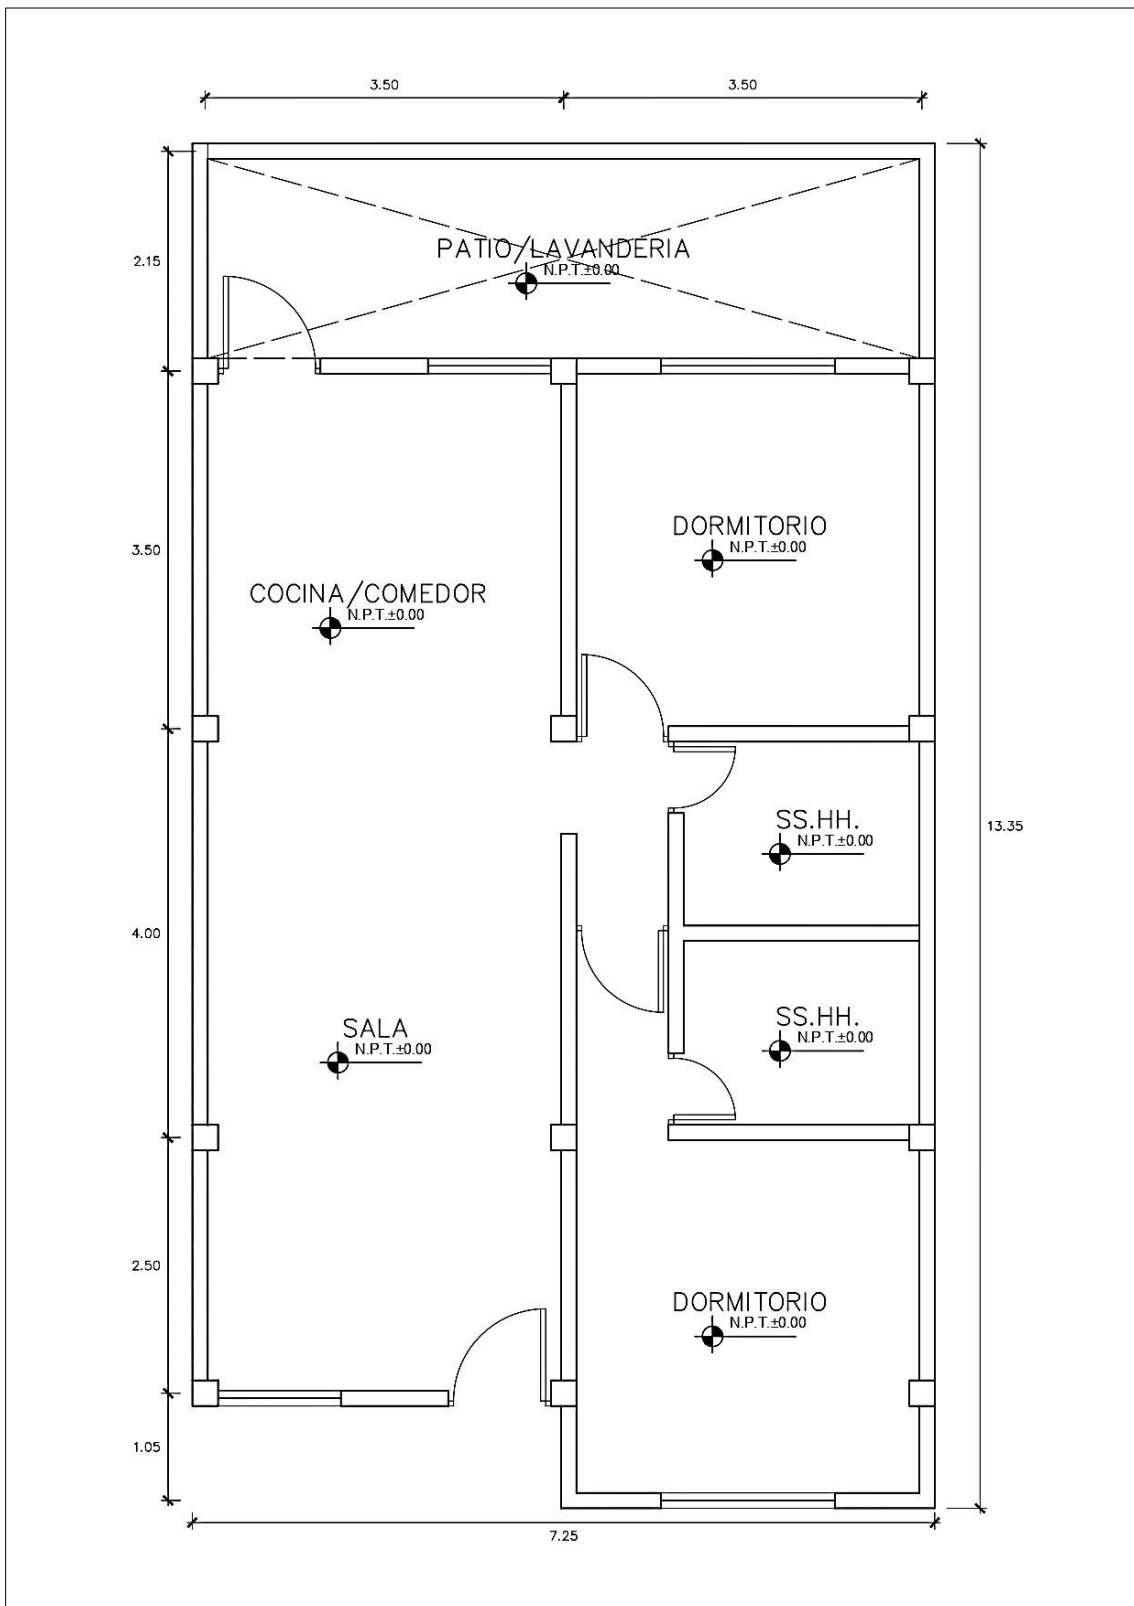 3.50
3.50
PATIO/LAVANDERIA
N.P.T.±0.00
2.15
DORMITORIO
N.P.T.±0.00
3.50
COCINA/COMEDOR
N.P.T.±0.00
SS.HH.
N.P.T.±0.00
13.35
4.00
SS.HH.
N.P.T.±0.00
SALA
N.P.T.±0.00
2.50
DORMITORIO
N.P.T.±0.00
1.05
7.25